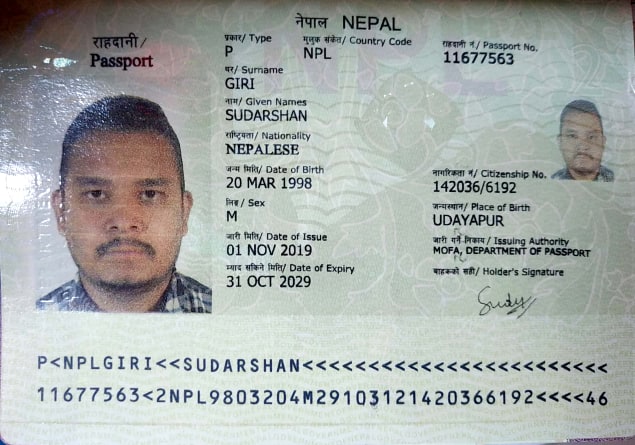 नेपाल NEPAL
राहदानी/
Passport
प्रकार/ Type
P
मूलुक संकेत/ Country Code
NPL
राहदानी नं/ Passport No.
11677563
थर/ Surname
GIRI
नाम/ Given Names
SUDARSHAN
राष्ट्रियता/ Nationality
NEPALESE
जन्म मिति/ Date of Birth
20 MAR 1998
नागरिकता नं/ Citizenship No.
142036/6192
लिङ्ग/ Sex
M
जन्मस्थान/ Place of Birth
UDAYAPUR
जारी मिति/ Date of Issue
01 NOV 2019
जारी गर्ने निकाय/ Issuing Authority
MOFA, DEPARTMENT OF PASSPORT
म्याद सकिने मिति/ Date of Expiry
31 OCT 2029
वाहकको सही/ Holder's Signature
P<NPLGIRI<<SUDARSHAN<<<<<<<<<<<<<<<<<<<<<<<<
11677563<2NPL9803204M29103121420366192<<<<46